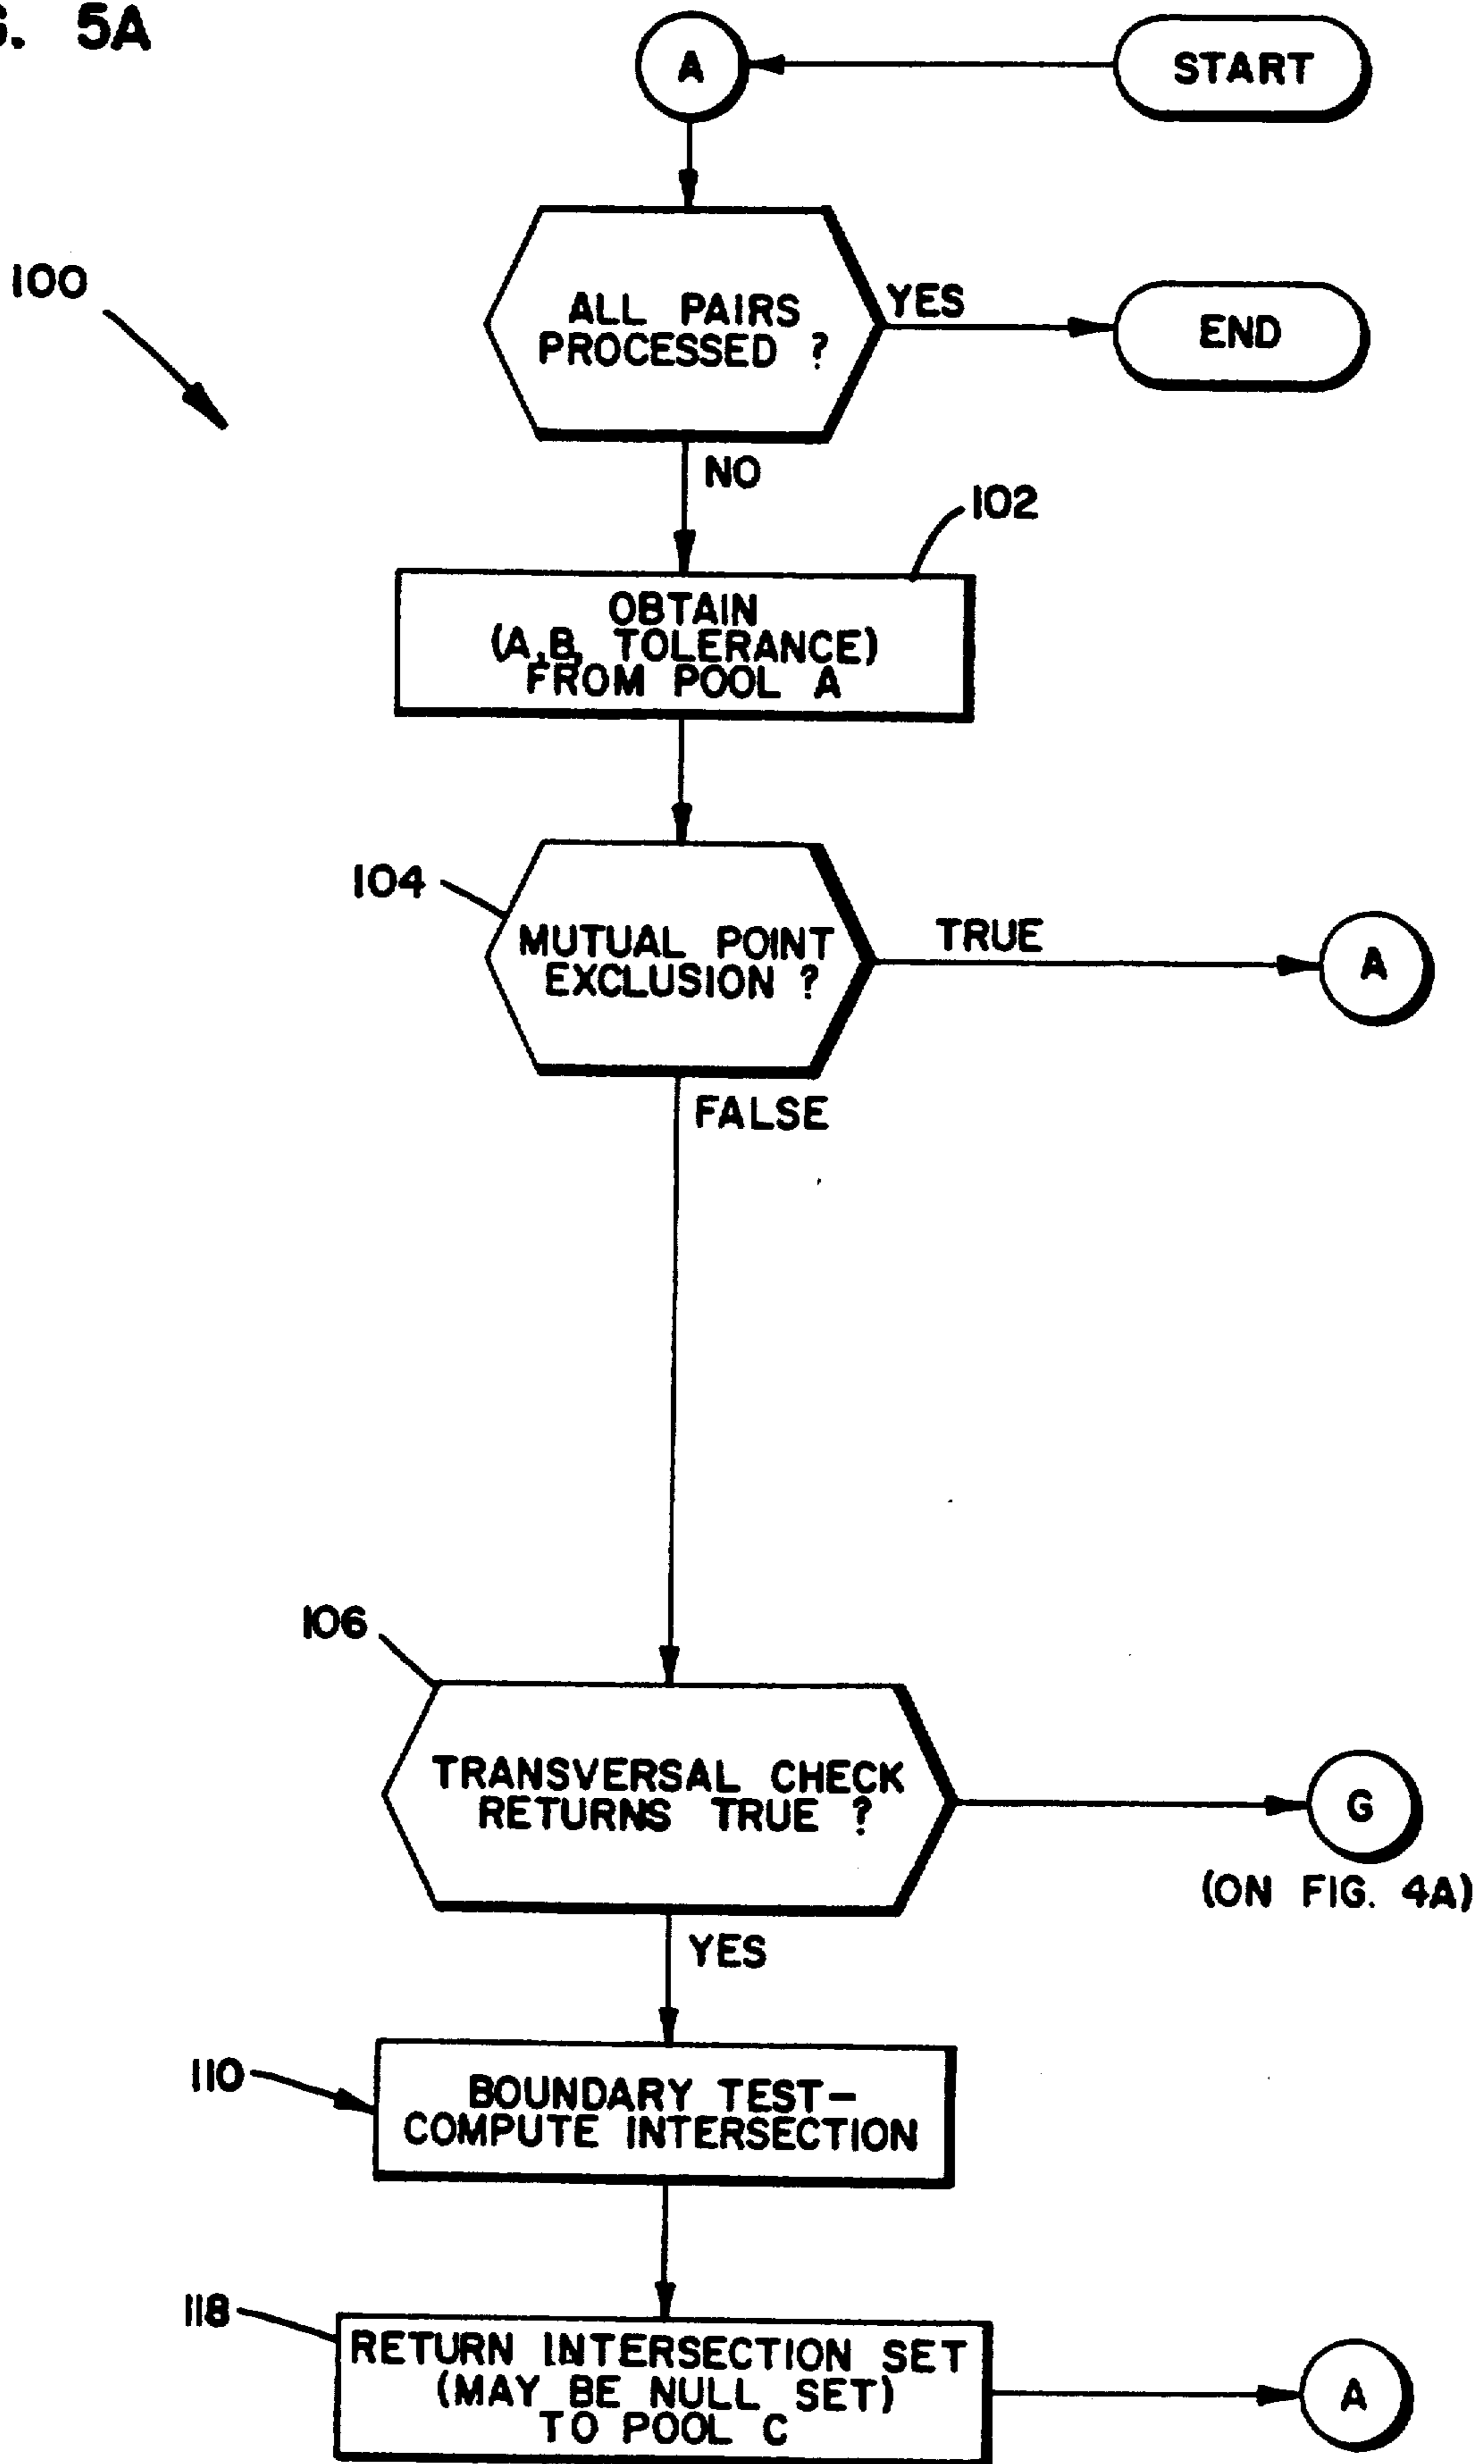 5A
A
START
100
ALL PAIRS
PROCESSED ?
YES
END
NO
102
OBTAIN
(A,B, TOLERANCE)
FROM POOL A
104
MUTUAL POINT
EXCLUSION ?
TRUE
A
FALSE
106
TRANSVERSAL CHECK
RETURNS TRUE ?
G
(ON FIG. 4A)
YES
110
BOUNDARY TEST-
COMPUTE INTERSECTION
118
RETURN INTERSECTION SET
(MAY BE NULL SET)
TO POOL C
A